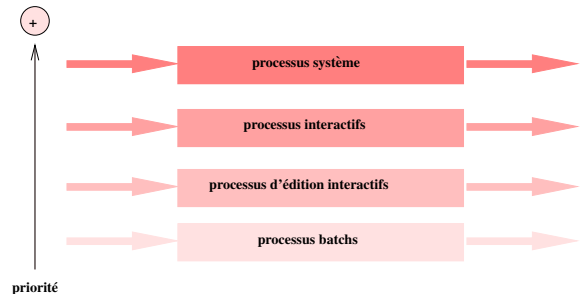 +
processus système
processus interactifs
processus d'édition interactifs
processus batchs
priorité